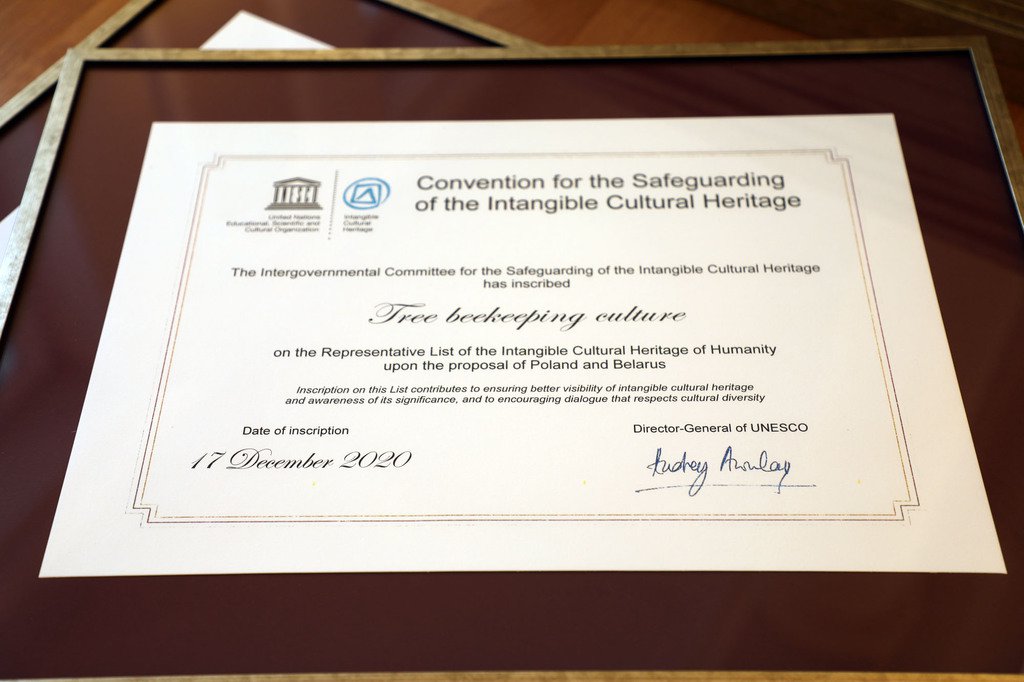 United Nations
Educational, Scientific and
Cultural Organization
Intangible
Cultural
Heritage
Convention for the Safeguarding
of the Intangible Cultural Heritage
The Intergovernmental Committee for the Safeguarding of the Intangible Cultural Heritage
has inscribed
Tree beekeeping culture
on the Representative List of the Intangible Cultural Heritage of Humanity
upon the proposal of Poland and Belarus
Inscription on this List contributes to ensuring better visibility of intangible cultural heritage
and awareness of its significance, and to encouraging dialogue that respects cultural diversity
Date of inscription
17 December 2020
Director-General of UNESCO
Audrey Azoulay